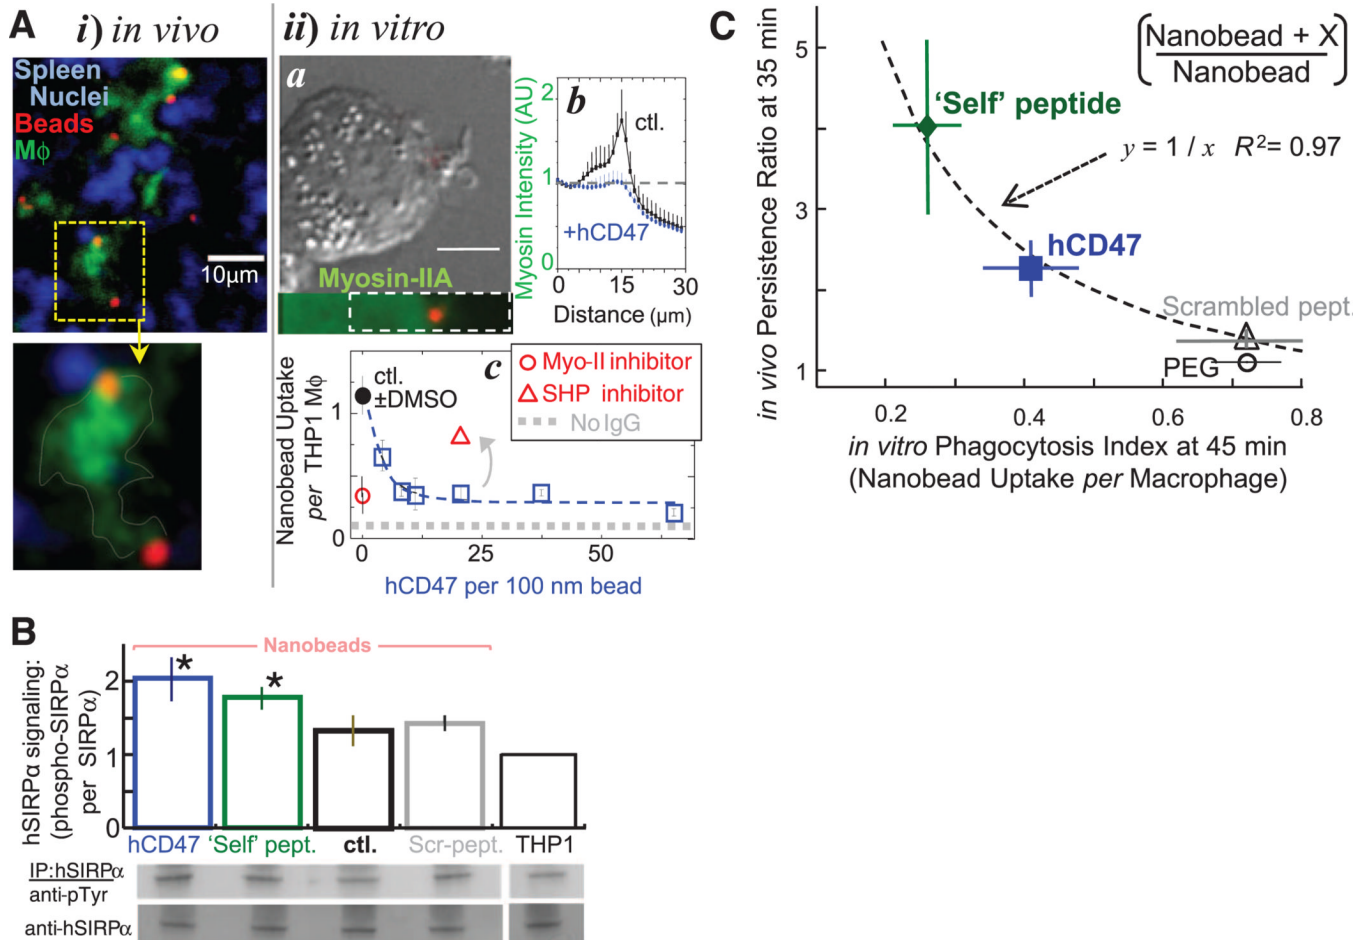 A
i) in vivo
Spleen
Nuclei
Beads
Mϕ
10μm
ii) in vitro
a
Myosin-IIA
b
Myosin Intensity (AU)
2
1
0
ctl.
+hCD47
0
15
30
Distance (μm)
c
Nanobead Uptake
per THP1 Mϕ
1
0
ctl.
±DMSO
Myo-II inhibitor
SHP inhibitor
No IgG
0
25
50
hCD47 per 100 nm bead
B
Nanobeads
hSIRPα signaling:
(phospho-SIRPα
per SIRPα)
2
1
0
*
*
hCD47 'Self' pept. ctl. Scr-pept. THP1
IP:hSIRPα
anti-pTyr
anti-hSIRPα
C
in vivo Persistence Ratio at 35 min
5
3
1
(Nanobead + X
Nanobead)
'Self' peptide
y = 1 / x R²= 0.97
hCD47
Scrambled pept.
PEG
0.2
0.4
0.6
0.8
in vitro Phagocytosis Index at 45 min
(Nanobead Uptake per Macrophage)